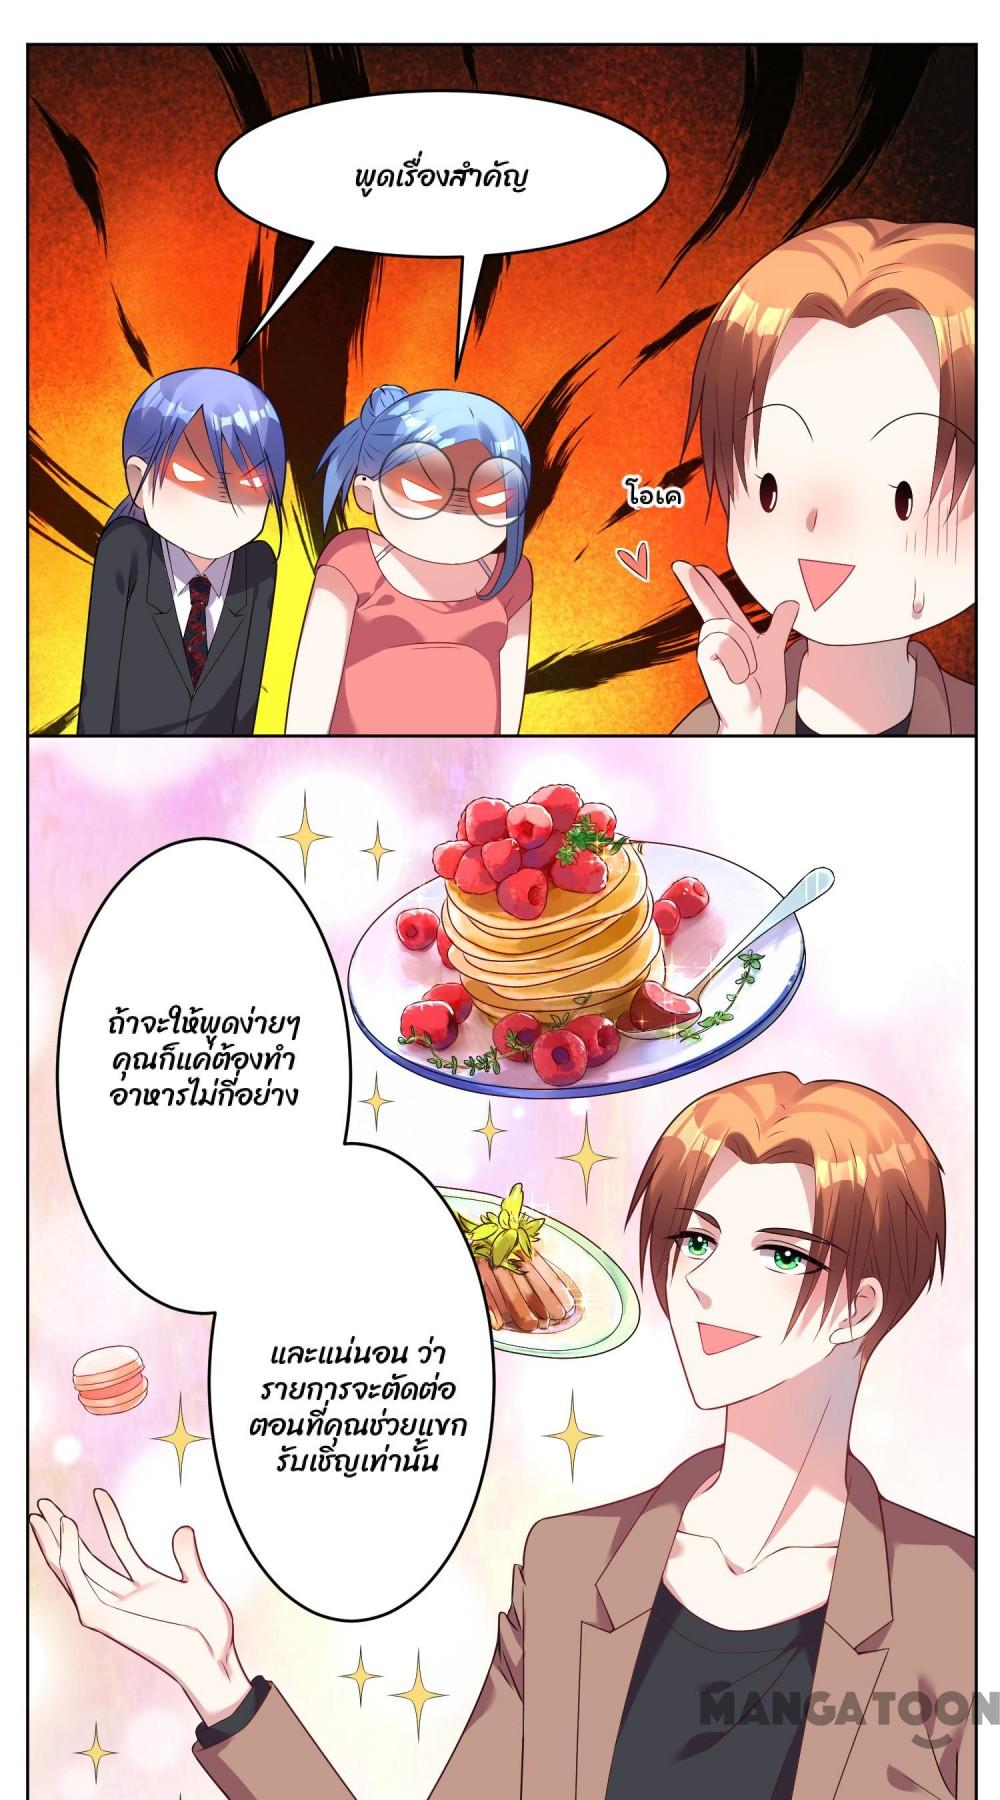 พูดเรื่องสำคัญ
โอเค
ถ้าจะให้พูดง่ายๆ
คุณก็แค่ต้องทำ
อาหารไม่กี่อย่าง
และแน่นอน ว่า
รายการจะตัดต่อ
ตอนที่คุณช่วยแขก
รับเชิญเท่านั้น
MANGATOON